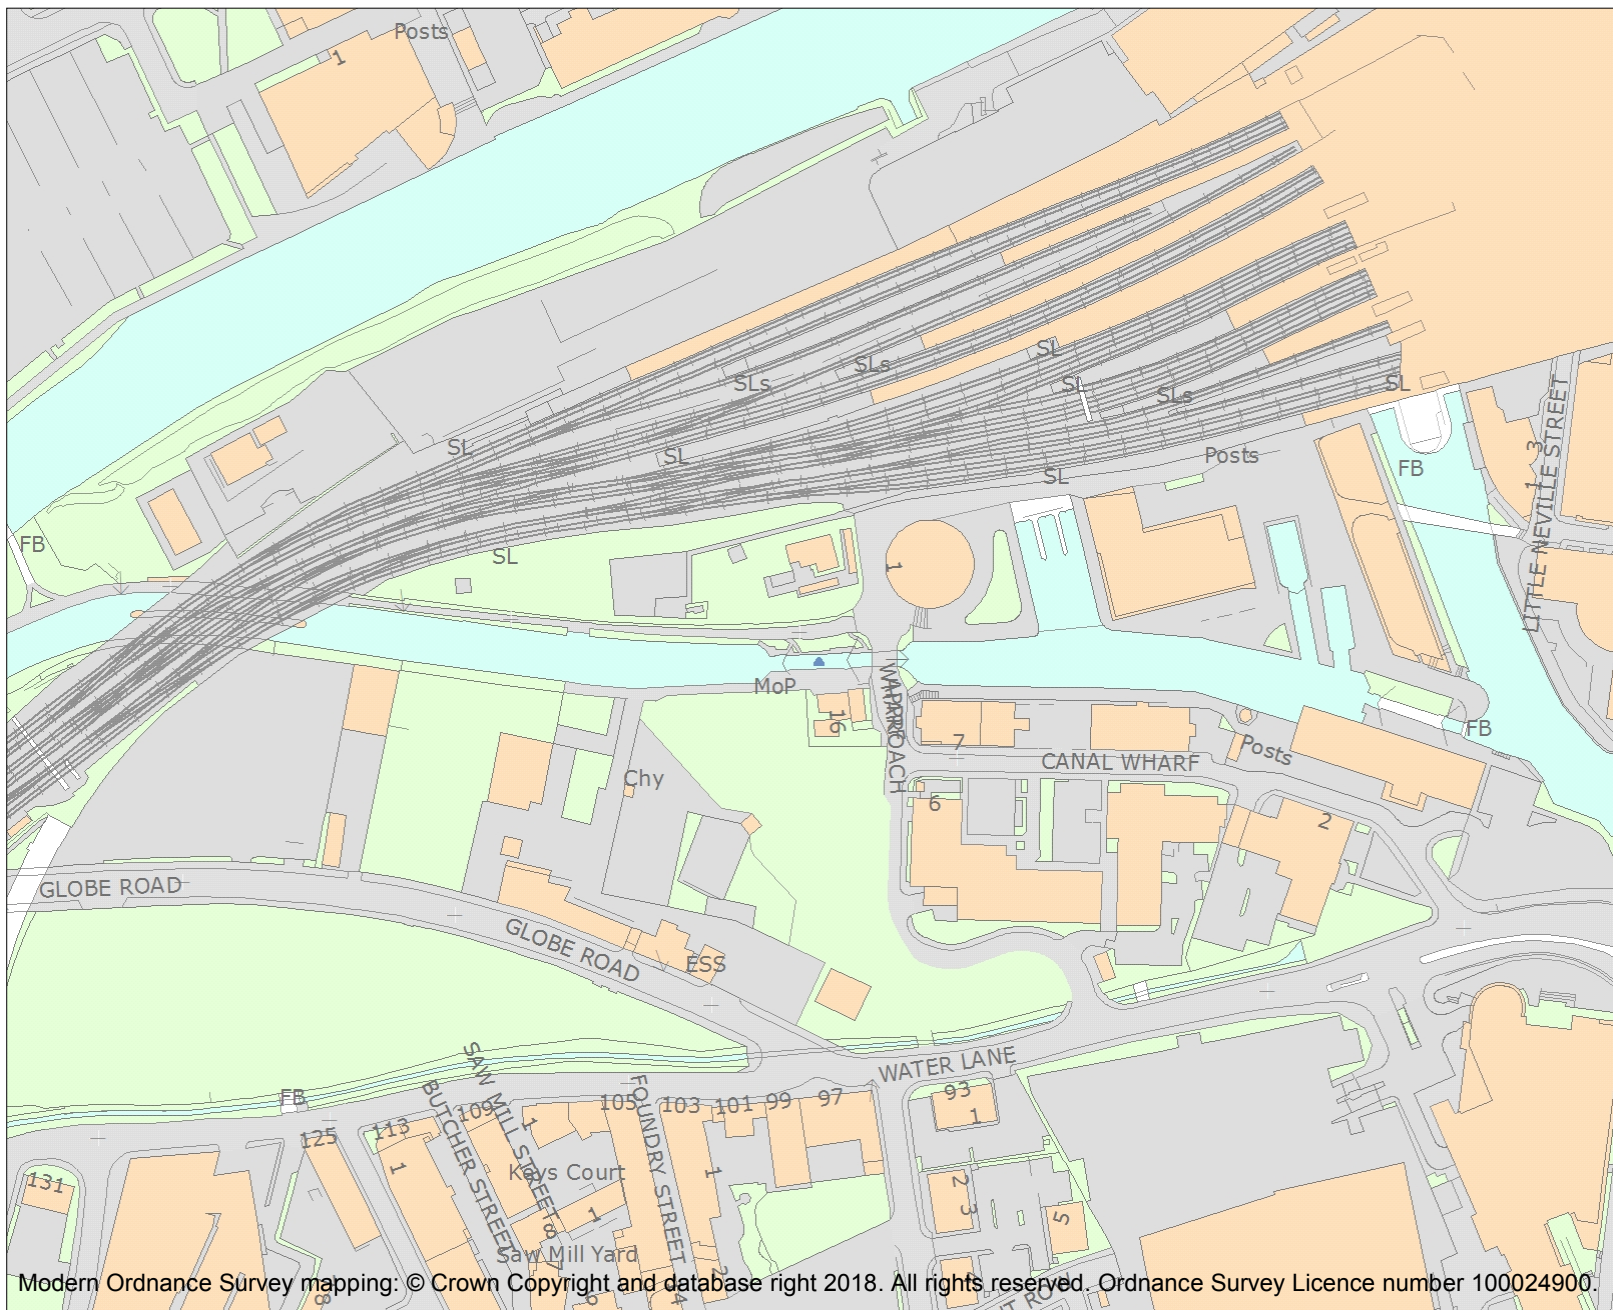 Posts
1
SL
SLs
SLs
SL
SLs
SL
SL
SL
SL
Posts
SL
FB
1 3
LITTLE NEVILLE STREET
FB
SL
1
MoP
16
WHARF APPROACH
7
CANAL WHARF
Posts
FB
Chy
6
2
GLOBE ROAD
GLOBE ROAD
ESS
WATER LANE
FB
SAW MILL STREET
BUTCHER STREET
FOUNDRY STREET
125
113
109
105
103
101
99
97
93
1
1
1
1
Kays Court
131
2 3
5
1
8
Saw Mill Yard
Modern Ordnance Survey mapping: © Crown Copyright and database right 2018. All rights reserved. Ordnance Survey Licence number 100024900.